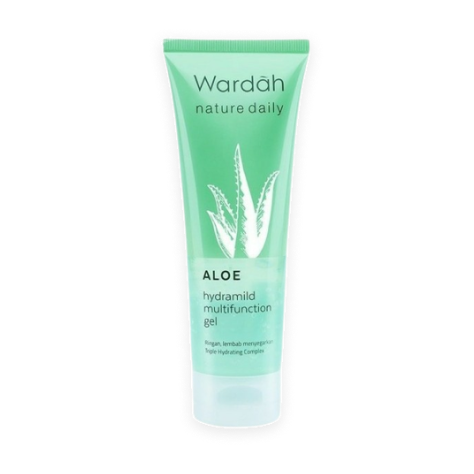 Wardah
nature daily
ALOE
hydramild
multifunction
gel
Ringan, lembab menyegarkan
Triple Hydrating Complex